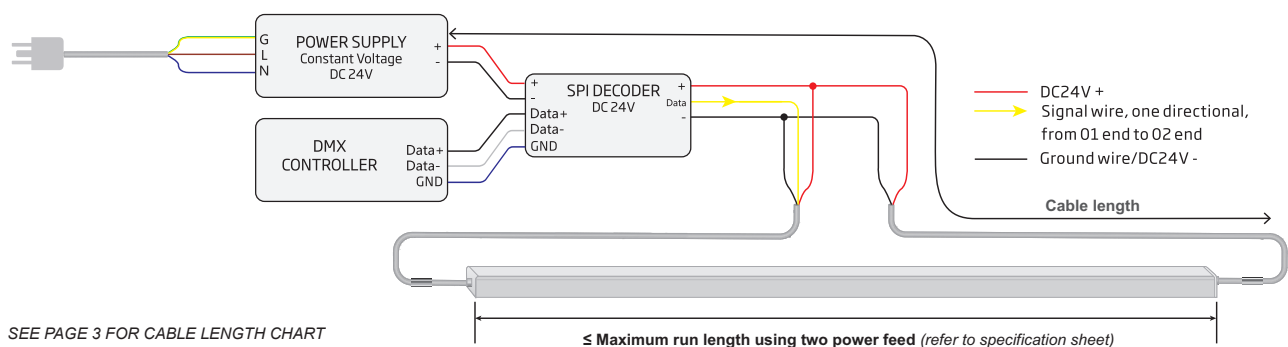 G
L
N
POWER SUPPLY
Constant Voltage
DC 24V
+
-
+
-
Data+
Data-
GND
SPI DECODER
DC 24V
+
Data
-
DMX
CONTROLLER
Data+
Data-
GND
DC24V +
Signal wire, one directional,
from 01 end to 02 end
Ground wire/DC24V -
Cable length
SEE PAGE 3 FOR CABLE LENGTH CHART
≤ Maximum run length using two power feed (refer to specification sheet)